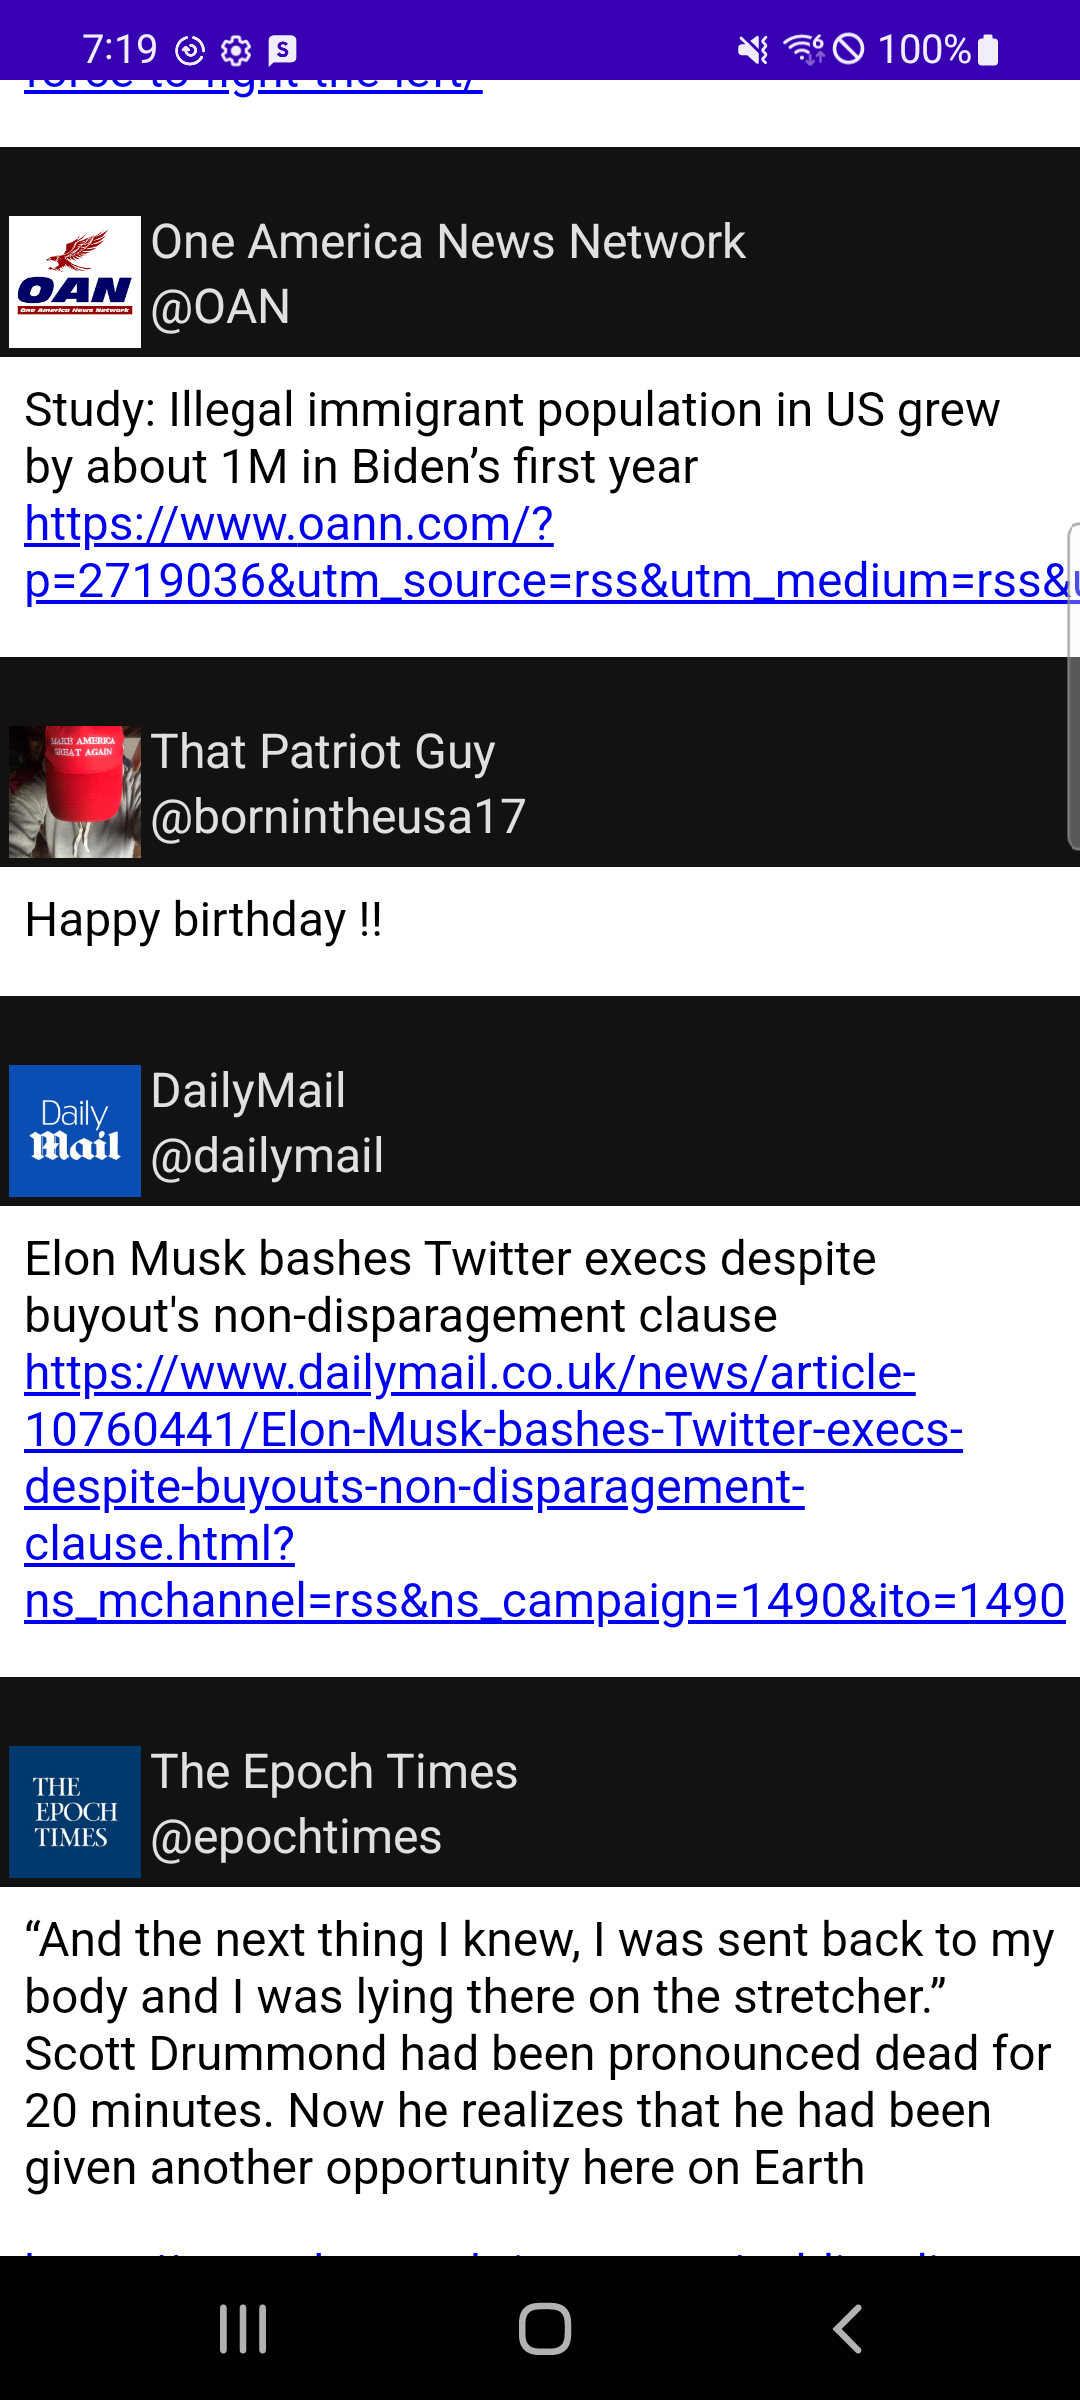 7:19 100%
force to fight the left/
OAN
One America News Network
One America News Network
@OAN
Study: Illegal immigrant population in US grew
by about 1M in Biden’s first year
https://www.oann.com/?
p=2719036&utm_source=rss&utm_medium=rss&u
MAKE AMERICA
GREAT AGAIN
That Patriot Guy
@bornintheusa17
Happy birthday !!
Daily
Mail
DailyMail
@dailymail
Elon Musk bashes Twitter execs despite
buyout's non-disparagement clause
https://www.dailymail.co.uk/news/article-
10760441/Elon-Musk-bashes-Twitter-execs-
despite-buyouts-non-disparagement-
clause.html?
ns_mchannel=rss&ns_campaign=1490&ito=1490
THE
EPOCH
TIMES
The Epoch Times
@epochtimes
“And the next thing I knew, I was sent back to my
body and I was lying there on the stretcher.”
Scott Drummond had been pronounced dead for
20 minutes. Now he realizes that he had been
given another opportunity here on Earth